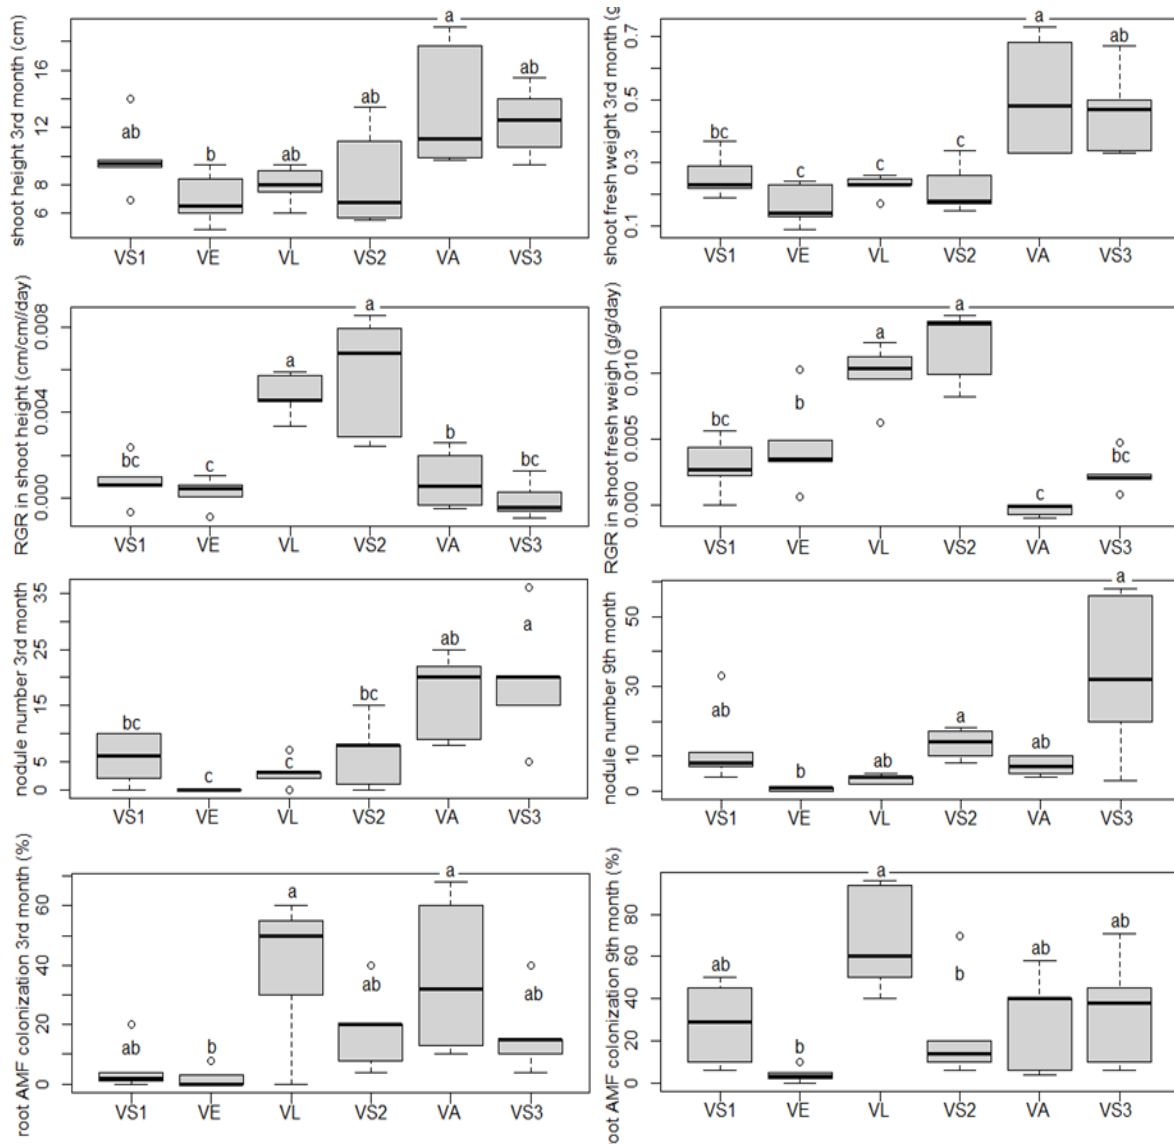 shoot height 3rd month (cm)
6 8 12 16
ab b ab ab a ab
VS1 VE VL VS2 VA VS3
shoot fresh weight 3rd month (g
0.1 0.3 0.5 0.7
bc c c c a ab
VS1 VE VL VS2 VA VS3
RGR in shoot height (cm/cm//day)
0.000 0.004 0.008
bc c a a b bc
VS1 VE VL VS2 VA VS3
RGR in shoot fresh weigh (g/g/day)
0.000 0.005 0.010
bc b a a c bc
VS1 VE VL VS2 VA VS3
nodule number 3rd month
0 5 15 25 35
bc c c bc ab a
VS1 VE VL VS2 VA VS3
nodule number 9th month
0 10 30 50
ab b ab a ab a
VS1 VE VL VS2 VA VS3
root AMF colonization 3rd month (%)
0 20 40 60
ab b a ab a ab
VS1 VE VL VS2 VA VS3
oot AMF colonization 9th month (%)
0 20 40 60 80
ab b a b ab ab
VS1 VE VL VS2 VA VS3